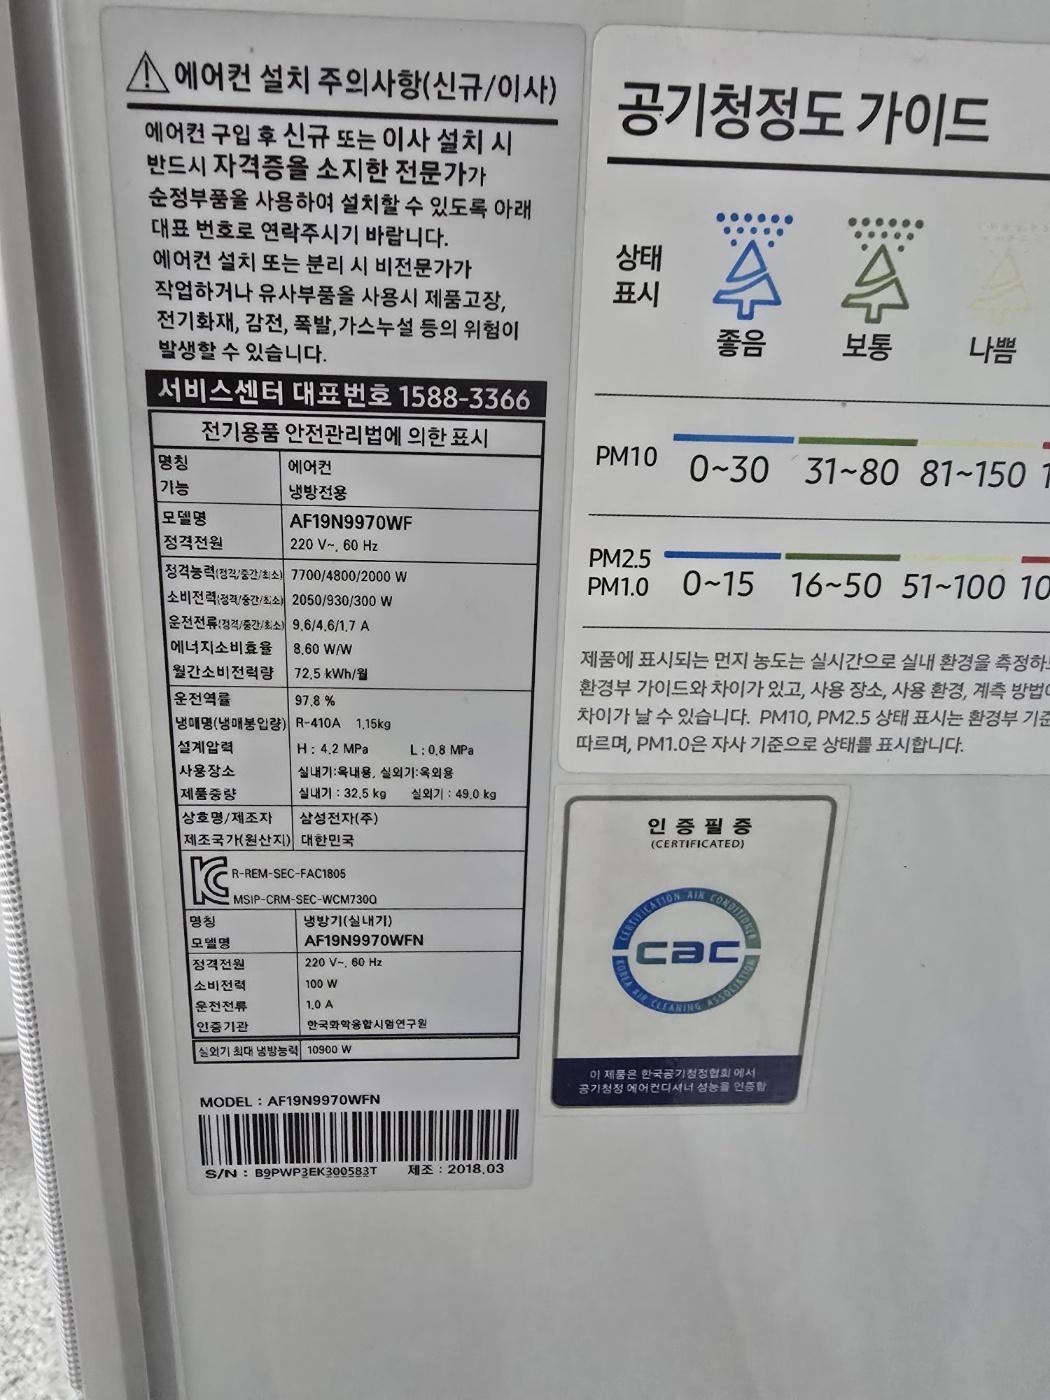 에어컨 설치 주의사항(신규/이사)
에어컨 구입 후 신규 또는 이사 설치 시
반드시 자격증을 소지한 전문가가
순정부품을 사용하여 설치할 수 있도록 아래
대표 번호로 연락주시기 바랍니다.
에어컨 설치 또는 분리 시 비전문가가
작업하거나 유사부품을 사용시 제품고장,
전기화재, 감전, 폭발,가스누설 등의 위험이
발생할 수 있습니다.
서비스센터 대표번호 1588-3366
전기용품 안전관리법에 의한 표시
명칭 에어컨
기능 냉방전용
모델명 AF19N9970WF
정격전원 220 V~, 60 Hz
정격능력(정격/중간/최소) 7700/4800/2000 W
소비전력(정격/중간/최소) 2050/930/300 W
운전전류(정격/중간/최소) 9.6/4.6/1.7 A
에너지소비효율 8.60 W/W
월간소비전력량 72.5 kWh/월
운전역률 97.8 %
냉매명(냉매봉입량) R-410A 1.15kg
설계압력 H : 4.2 MPa L : 0.8 MPa
사용장소 실내기:옥내용, 실외기:옥외용
제품중량 실내기 : 32.5 kg 실외기 : 49.0 kg
상호명/제조자 삼성전자(주)
제조국가(원산지) 대한민국
R-REM-SEC-FAC1805
MSIP-CRM-SEC-WCM730Q
명칭 냉방기(실내기)
모델명 AF19N9970WFN
정격전원 220 V~, 60 Hz
소비전력 100 W
운전전류 1.0 A
인증기관 한국화학융합시험연구원
실외기 최대 냉방능력 10900 W
MODEL : AF19N9970WFN
S/N : B9PWP3EK300583T 제조 : 2018.03
공기청정도 가이드
상태
표시
좋음 보통 나쁨
PM10 0~30 31~80 81~150 1
PM2.5
PM1.0 0~15 16~50 51~100 10
제품에 표시되는 먼지 농도는 실시간으로 실내 환경을 측정하
환경부 가이드와 차이가 있고, 사용 장소, 사용 환경, 계측 방법
차이가 날 수 있습니다. PM10, PM2.5 상태 표시는 환경부 기준
따르며, PM1.0은 자사 기준으로 상태를 표시합니다.
인증필증
(CERTIFICATED)
CERTIFICATION AIR CONDITIONER
cac
KOREA AIR CLEANING ASSOCIATION
이 제품은 한국공기청정협회에서
공기청정 에어컨디셔너 성능을 인증함